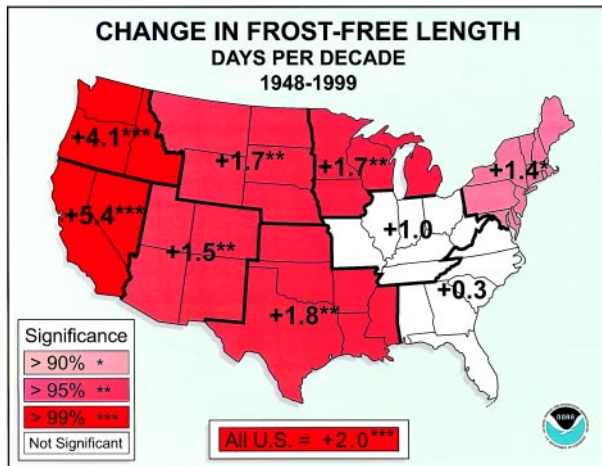 CHANGE IN FROST-FREE LENGTH
DAYS PER DECADE
1948-1999
+4.1***
+1.7**
+1.7**
+1.4*
+5.4***
+1.5**
+1.0
+1.8**
+0.3
Significance
> 90% *
> 95% **
> 99% ***
Not Significant
All U.S. = +2.0***
NOAA